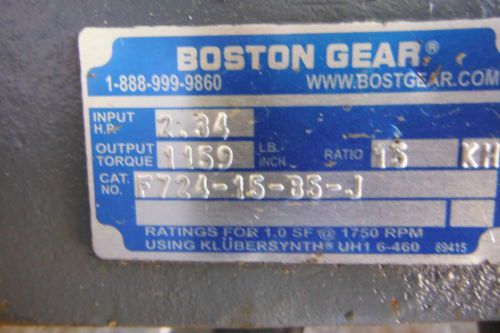 BOSTON GEAR®
1-888-999-9860 WWW.BOSTGEAR.COM
INPUT H.P. 2.34
OUTPUT TORQUE 1159 LB. INCH RATIO 15 KH
CAT. NO. F724-15-B5-J
RATINGS FOR 1.0 SF @ 1750 RPM
USING KLÜBERSYNTH® UH1 6-460 69415